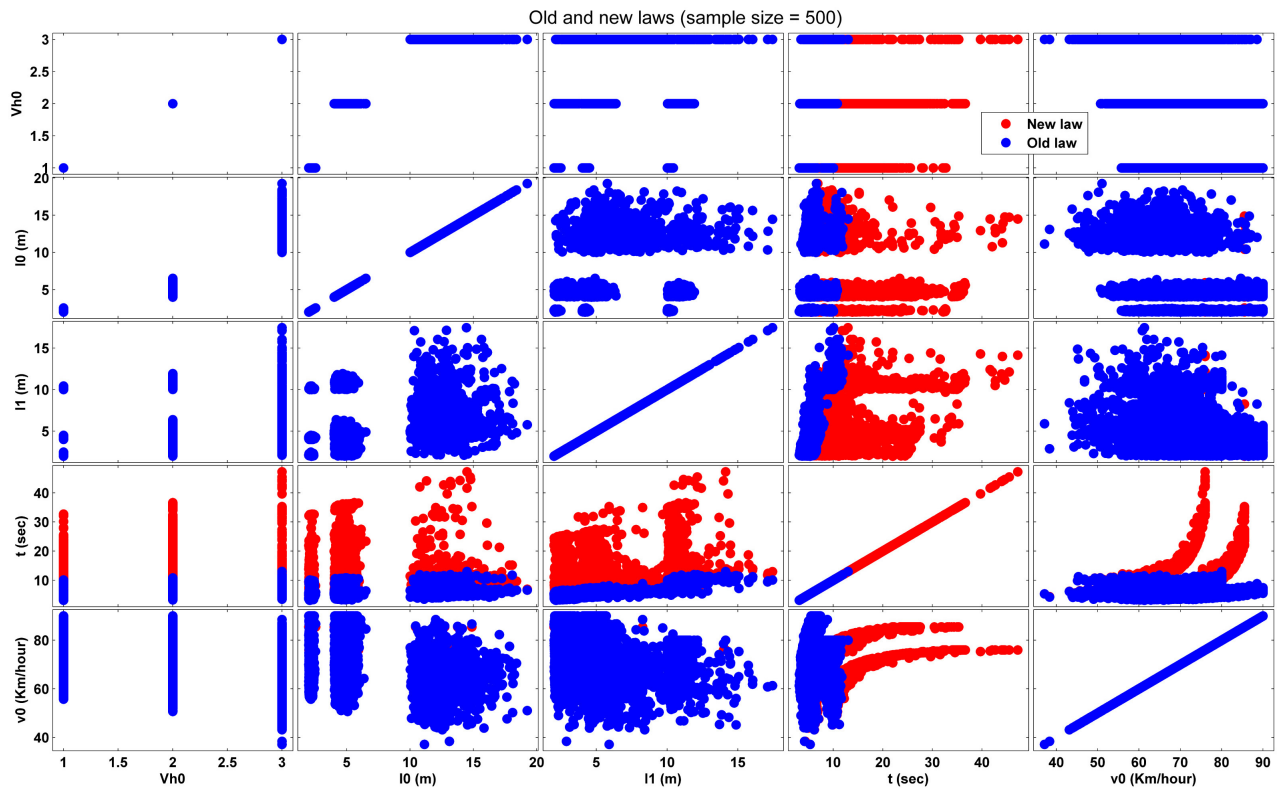 Old and new laws (sample size = 500)
3
2.5
2
1.5
1
Vh0
New law
Old law
20
15
10
5
l0 (m)
15
10
5
l1 (m)
40
30
20
10
t (sec)
80
60
40
v0 (Km/hour)
1 1.5 2 2.5 3
5 10 15 20
5 10 15
10 20 30 40
40 50 60 70 80 90
Vh0 l0 (m) l1 (m) t (sec) v0 (Km/hour)